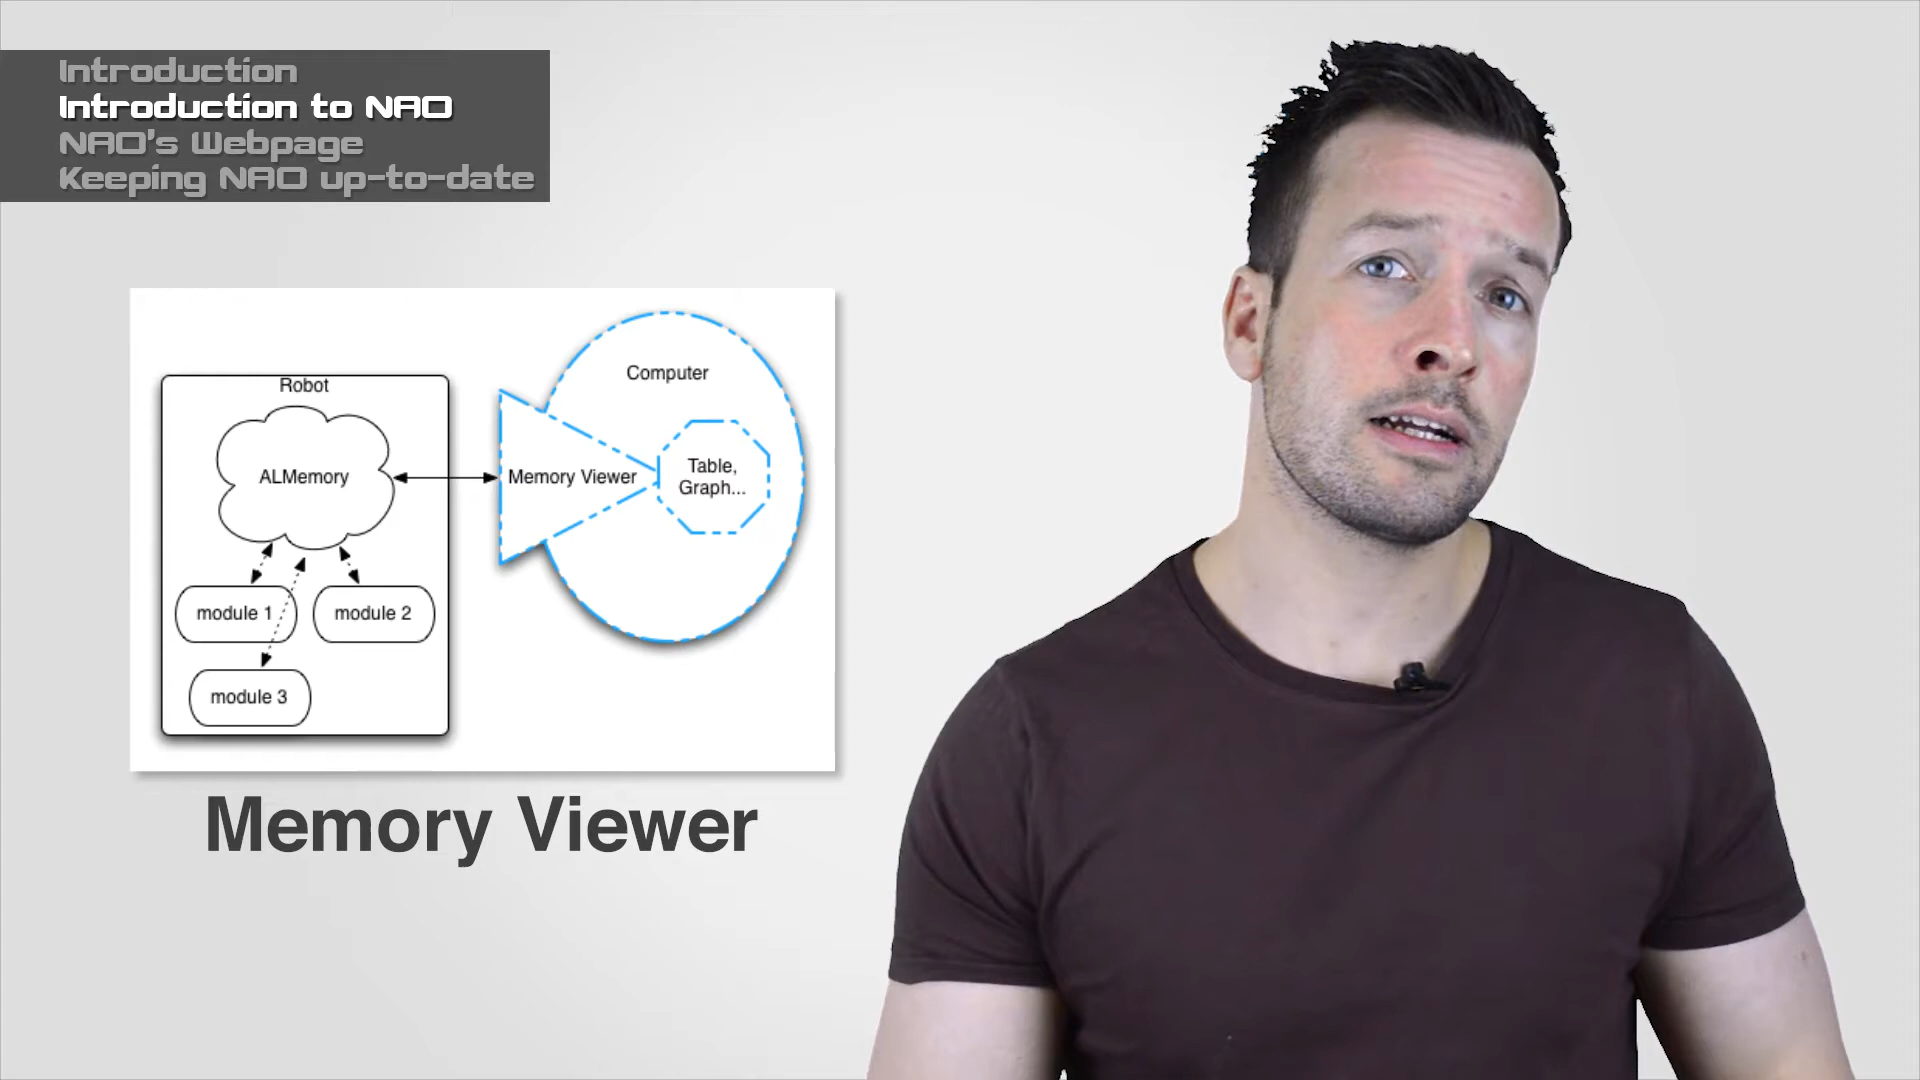 Introduction
Introduction to NAO
NAO's Webpage
Keeping NAO up-to-date
Robot
ALMemory
module 1
module 2
module 3
Computer
Memory Viewer
Table,
Graph...
Memory Viewer